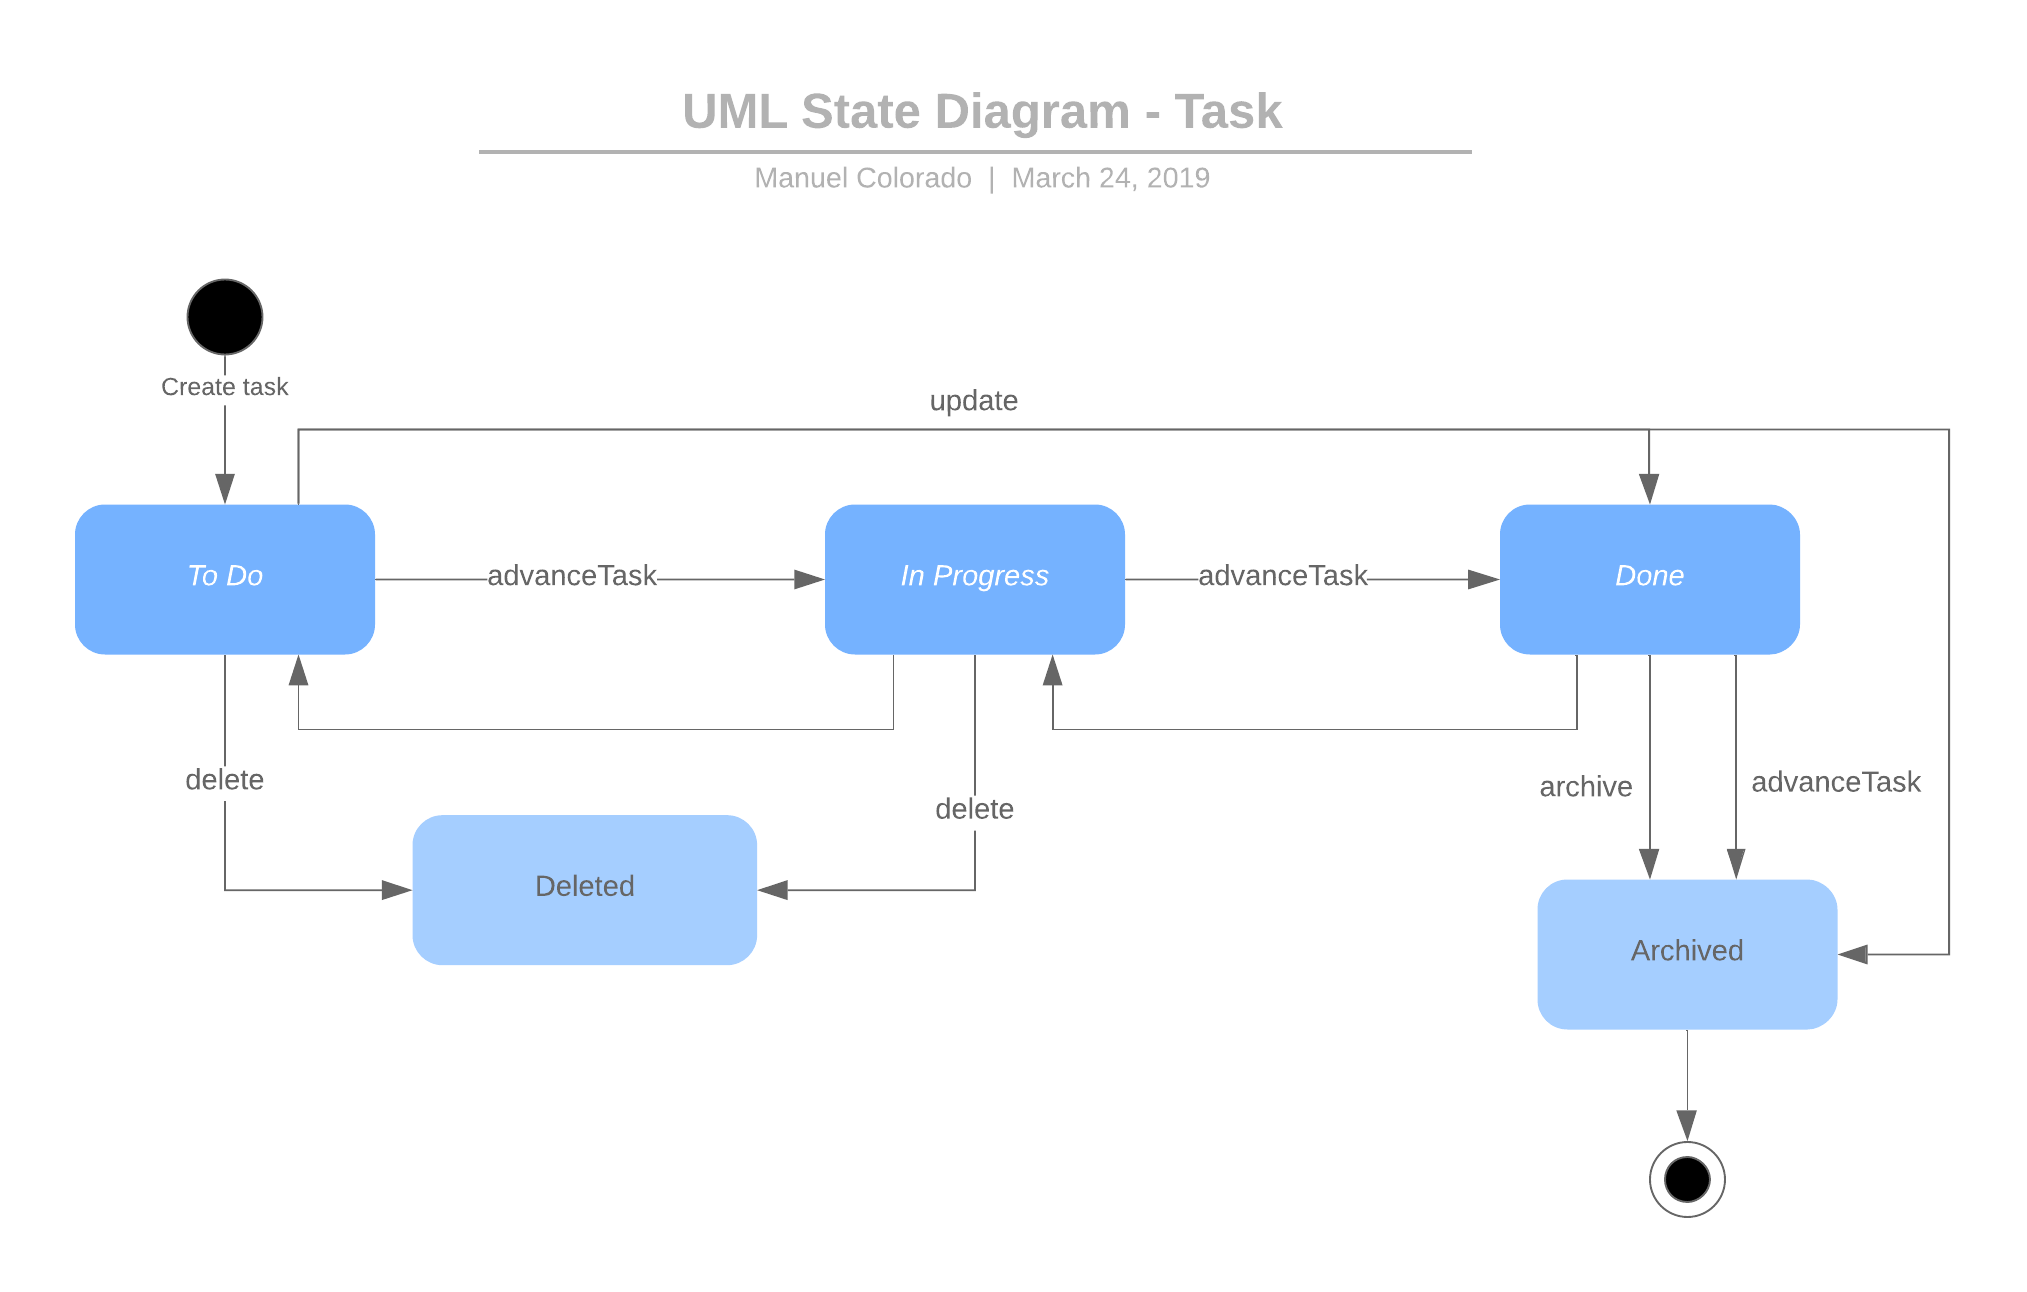 UML State Diagram - Task
Manuel Colorado | March 24, 2019
Create task
update
To Do
advanceTask
In Progress
advanceTask
Done
delete
delete
archive
advanceTask
Deleted
Archived